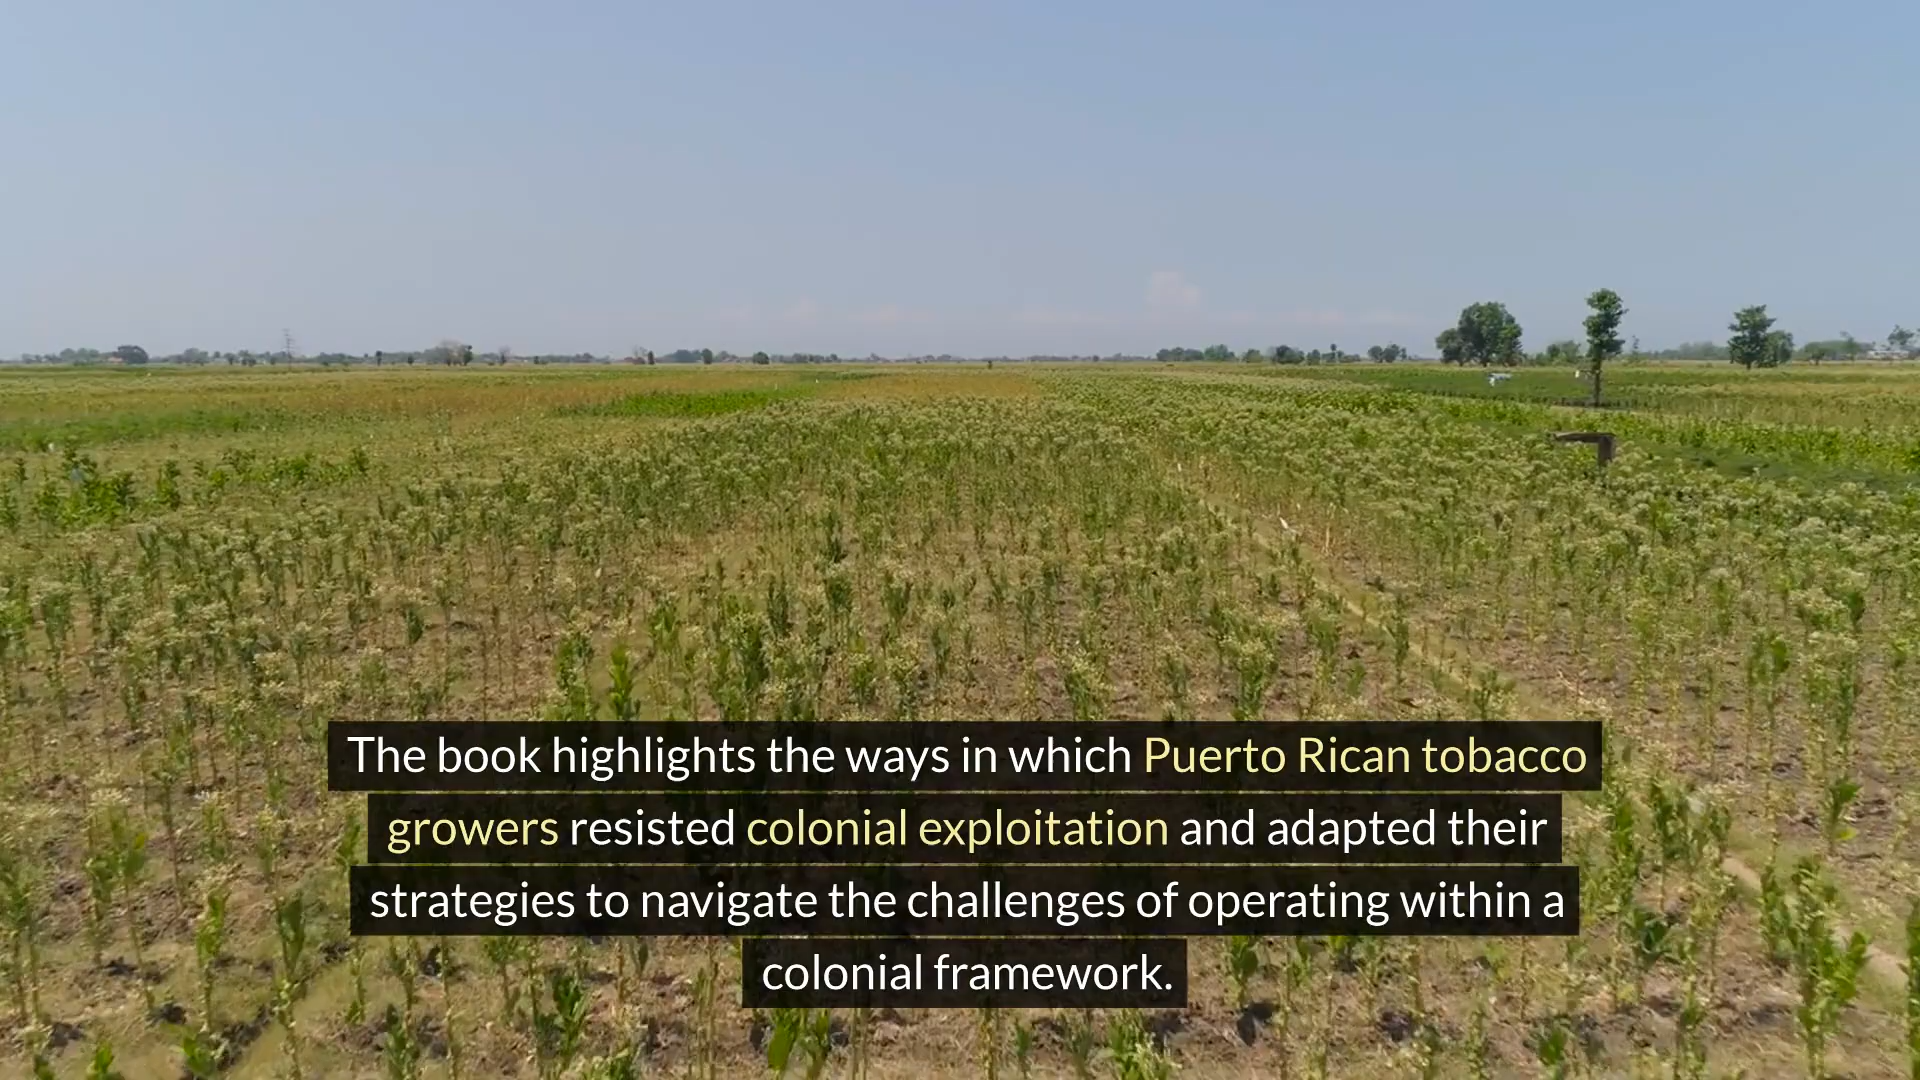 The book highlights the ways in which Puerto Rican tobacco
growers resisted colonial exploitation and adapted their
strategies to navigate the challenges of operating within a
colonial framework.